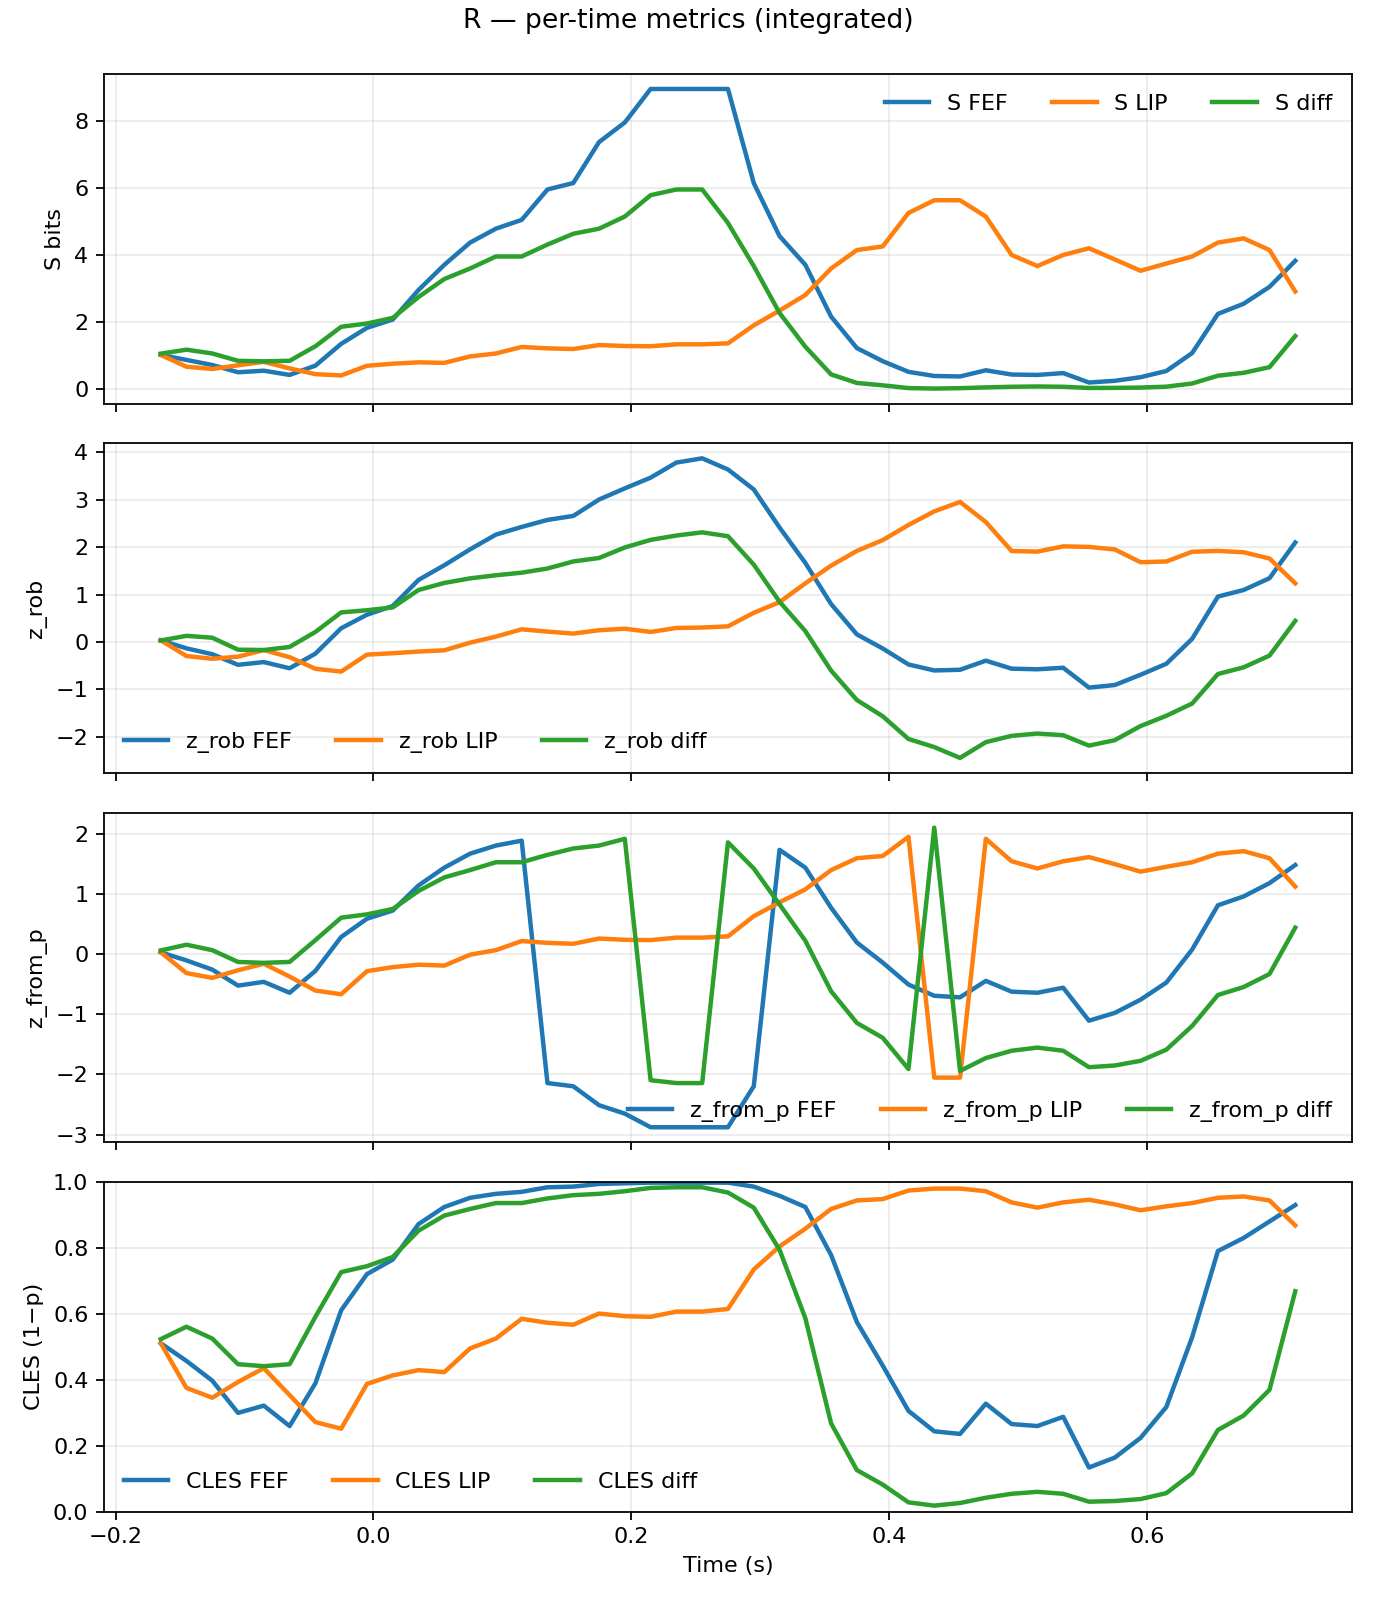 R — per-time metrics (integrated)
S FEF S LIP S diff
8
6
4
2
0
S bits
4
3
2
1
0
−1
−2
z_rob
z_rob FEF z_rob LIP z_rob diff
2
1
0
−1
−2
−3
z_from_p
z_from_p FEF z_from_p LIP z_from_p diff
1.0
0.8
0.6
0.4
0.2
0.0
CLES (1−p)
CLES FEF CLES LIP CLES diff
−0.2 0.0 0.2 0.4 0.6
Time (s)